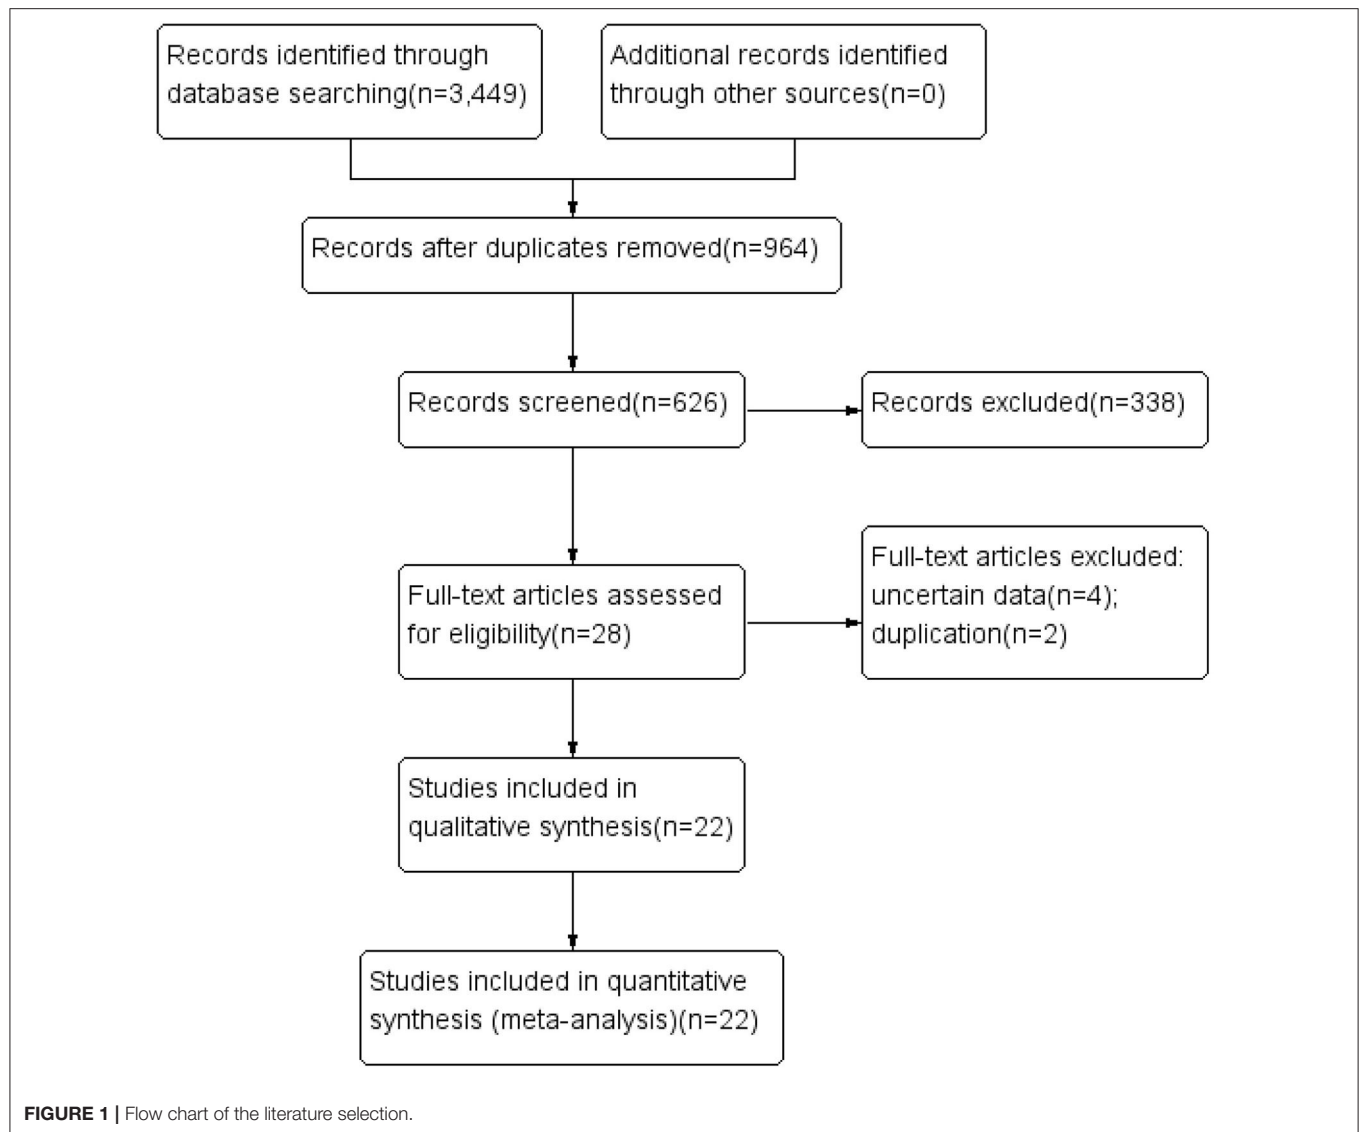 Records identified through
database searching(n=3,449)
Additional records identified
through other sources(n=0)
Records after duplicates removed(n=964)
Records screened(n=626)
Records excluded(n=338)
Full-text articles assessed
for eligibility(n=28)
Full-text articles excluded:
uncertain data(n=4);
duplication(n=2)
Studies included in
qualitative synthesis(n=22)
Studies included in quantitative
synthesis (meta-analysis)(n=22)
FIGURE 1 | Flow chart of the literature selection.